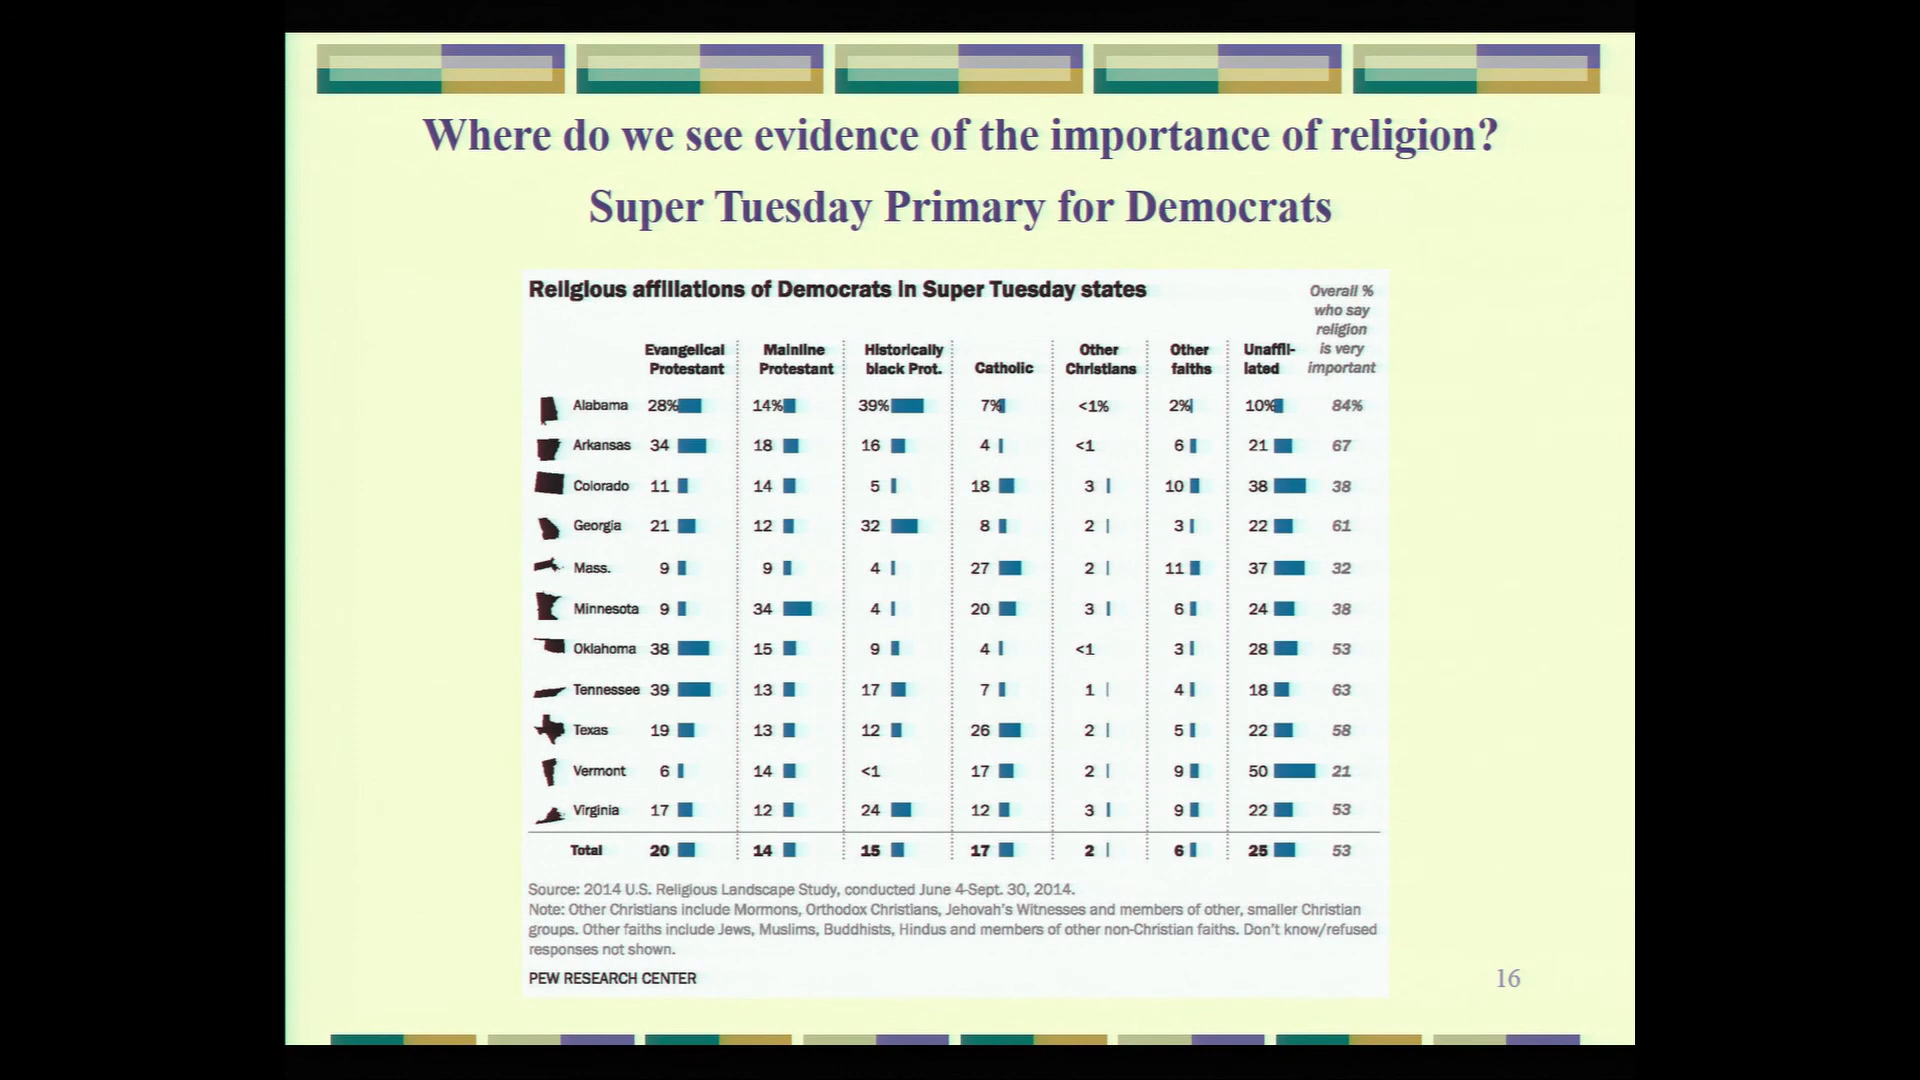 Where do we see evidence of the importance of religion?
Super Tuesday Primary for Democrats
Religious affiliations of Democrats in Super Tuesday states
Overall %
who say
religion
is very
important
Evangelical Protestant
Mainline Protestant
Historically black Prot.
Catholic
Other Christians
Other faiths
Unaffi-
lated
Alabama 28% 14% 39% 7% <1% 2% 10% 84%
Arkansas 34 18 16 4 <1 6 21 67
Colorado 11 14 5 18 3 10 38 38
Georgia 21 12 32 8 2 3 22 61
Mass. 9 9 4 27 2 11 37 32
Minnesota 9 34 4 20 3 6 24 38
Oklahoma 38 15 9 4 <1 3 28 53
Tennessee 39 13 17 7 1 4 18 63
Texas 19 13 12 26 2 5 22 58
Vermont 6 14 <1 17 2 9 50 21
Virginia 17 12 24 12 3 9 22 53
Total 20 14 15 17 2 6 25 53
Source: 2014 U.S. Religious Landscape Study, conducted June 4-Sept. 30, 2014.
Note: Other Christians include Mormons, Orthodox Christians, Jehovah's Witnesses and members of other, smaller Christian
groups. Other faiths include Jews, Muslims, Buddhists, Hindus and members of other non-Christian faiths. Don't know/refused
responses not shown.
PEW RESEARCH CENTER
16